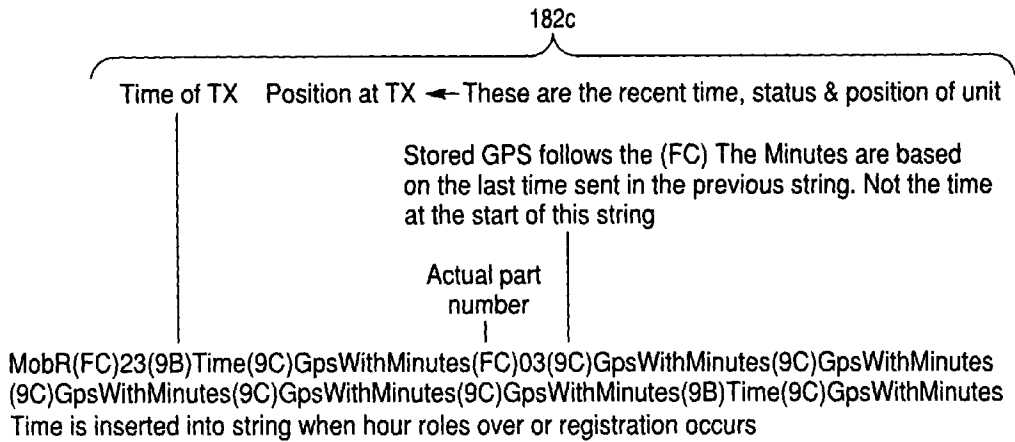 182c
Time of TX Position at TX ← These are the recent time, status & position of unit
Stored GPS follows the (FC) The Minutes are based
on the last time sent in the previous string. Not the time
at the start of this string
Actual part
number
MobR(FC)23(9B)Time(9C)GpsWithMinutes(FC)03(9C)GpsWithMinutes(9C)GpsWithMinutes
(9C)GpsWithMinutes(9C)GpsWithMinutes(9C)GpsWithMinutes(9B)Time(9C)GpsWithMinutes
Time is inserted into string when hour roles over or registration occurs